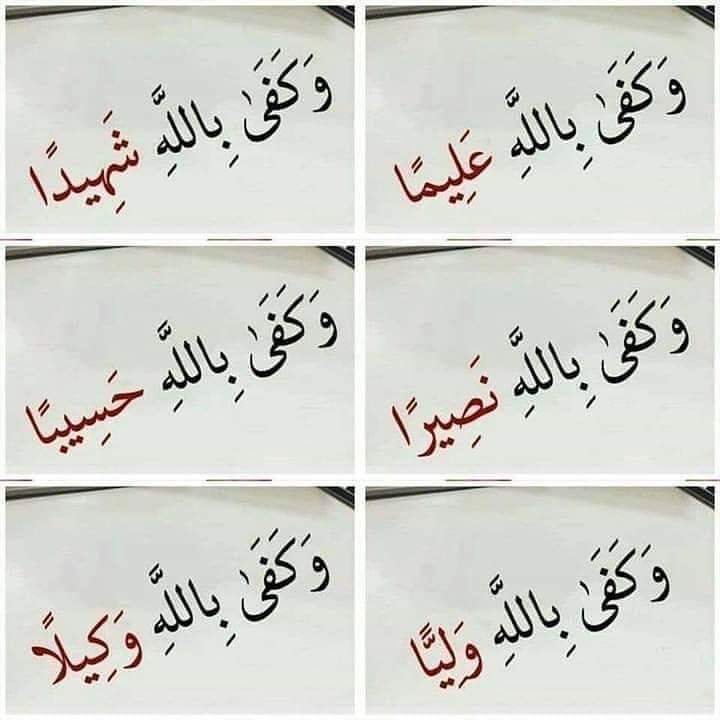 وَكَفَىٰ بِاللَّهِ عَلِيمًا
وَكَفَىٰ بِاللَّهِ شَهِيدًا
وَكَفَىٰ بِاللَّهِ نَصِيرًا
وَكَفَىٰ بِاللَّهِ حَسِيبًا
وَكَفَىٰ بِاللَّهِ وَلِيًّا
وَكَفَىٰ بِاللَّهِ وَكِيلًا